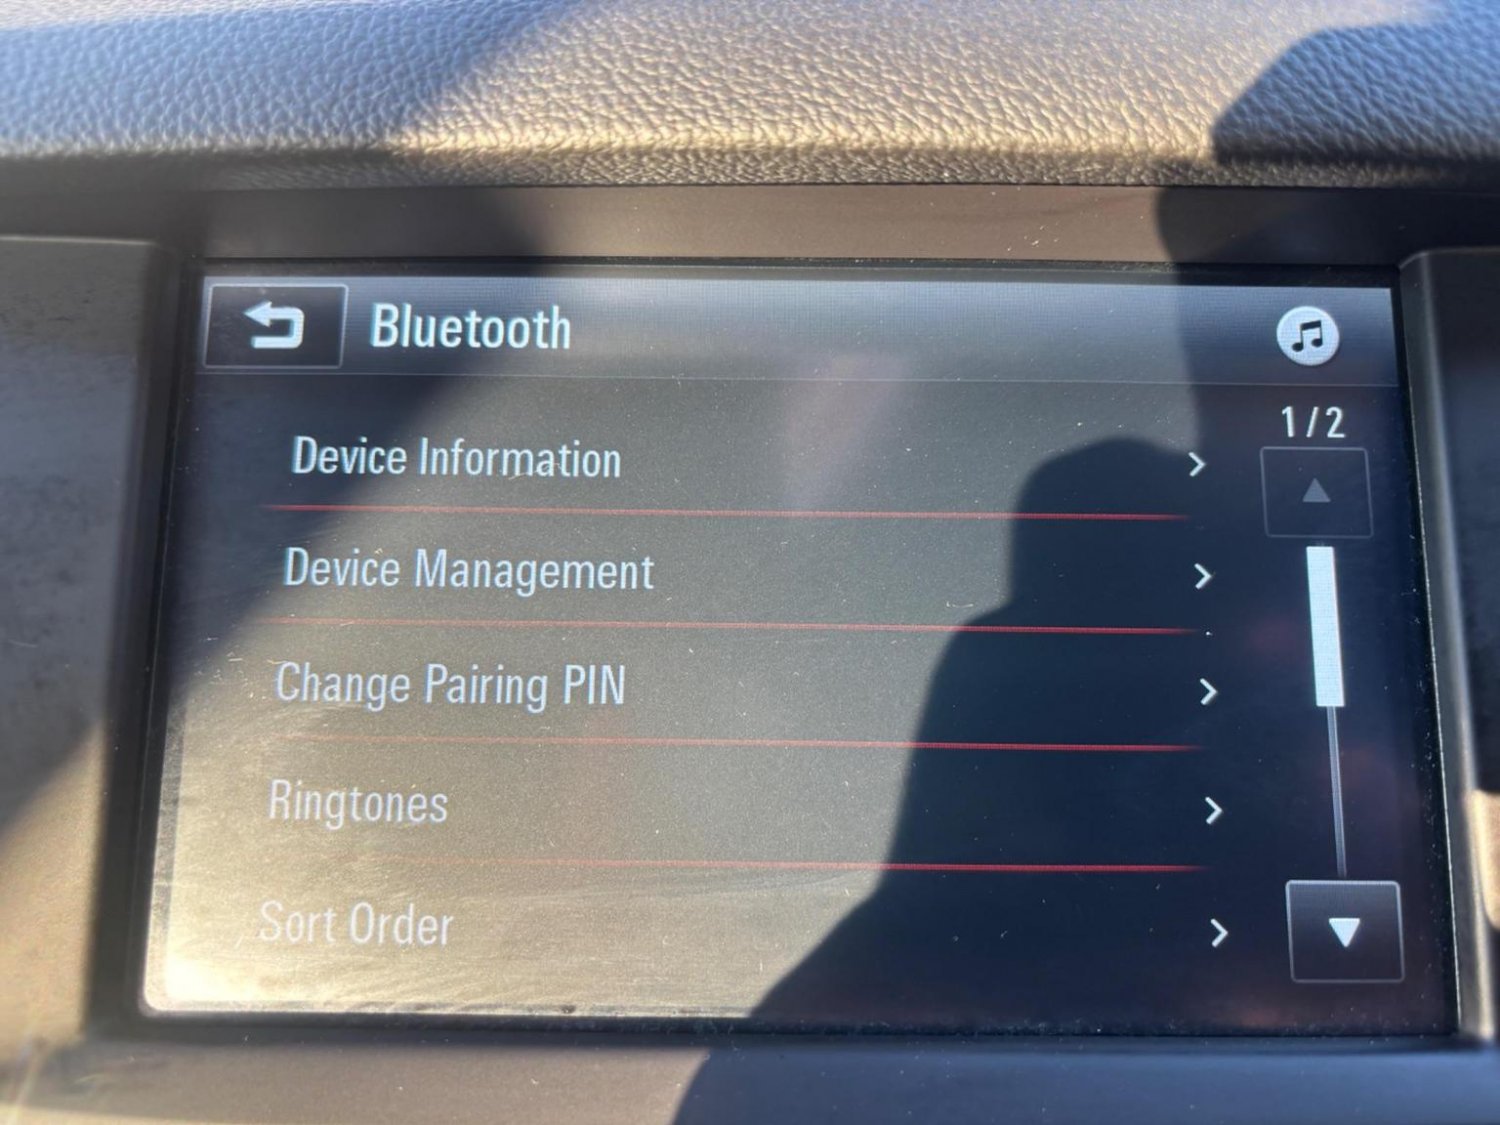 Bluetooth
1/2
Device Information
Device Management
Change Pairing PIN
Ringtones
Sort Order